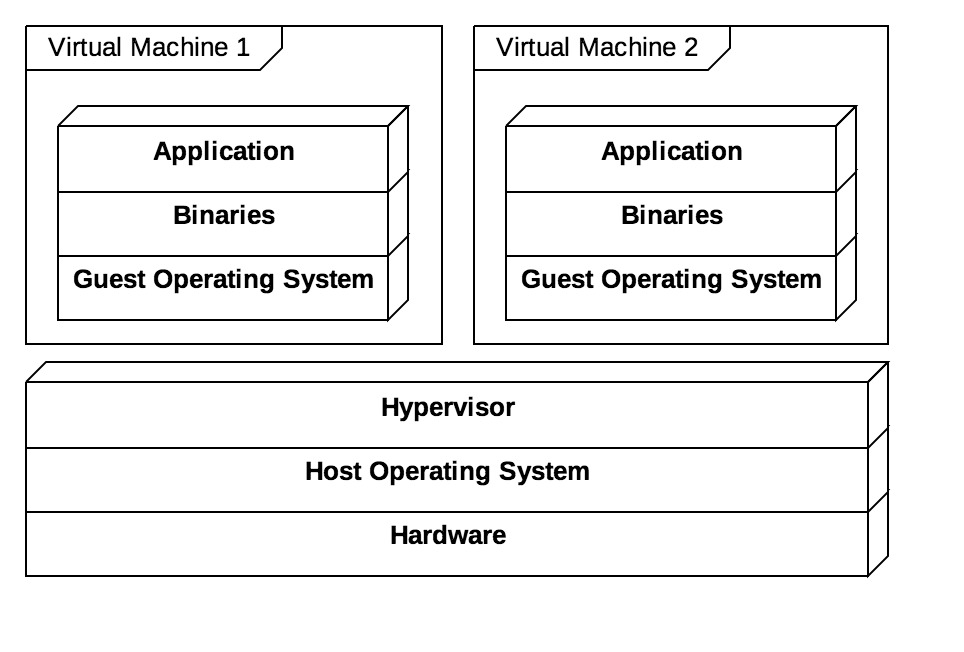 Virtual Machine 1
Application
Binaries
Guest Operating System
Virtual Machine 2
Application
Binaries
Guest Operating System
Hypervisor
Host Operating System
Hardware